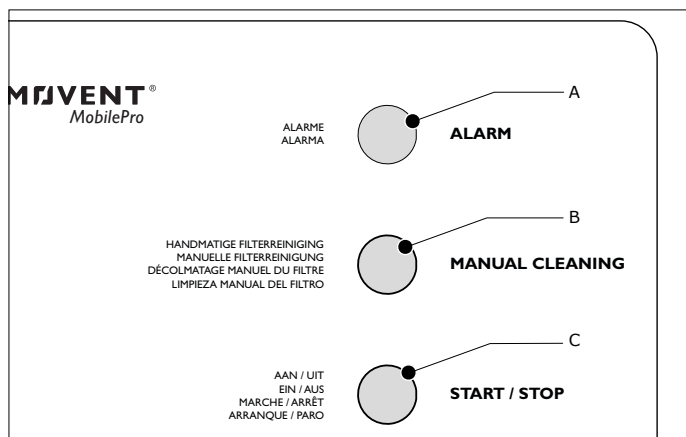 MOVENT®
MobilePro
A
ALARME
ALARMA
ALARM
B
HANDMATIGE FILTERREINIGING
MANUELLE FILTERREINIGUNG
DÉCOLMATAGE MANUEL DU FILTRE
LIMPIEZA MANUAL DEL FILTRO
MANUAL CLEANING
C
AAN / UIT
EIN / AUS
MARCHE / ARRÊT
ARRANQUE / PARO
START / STOP